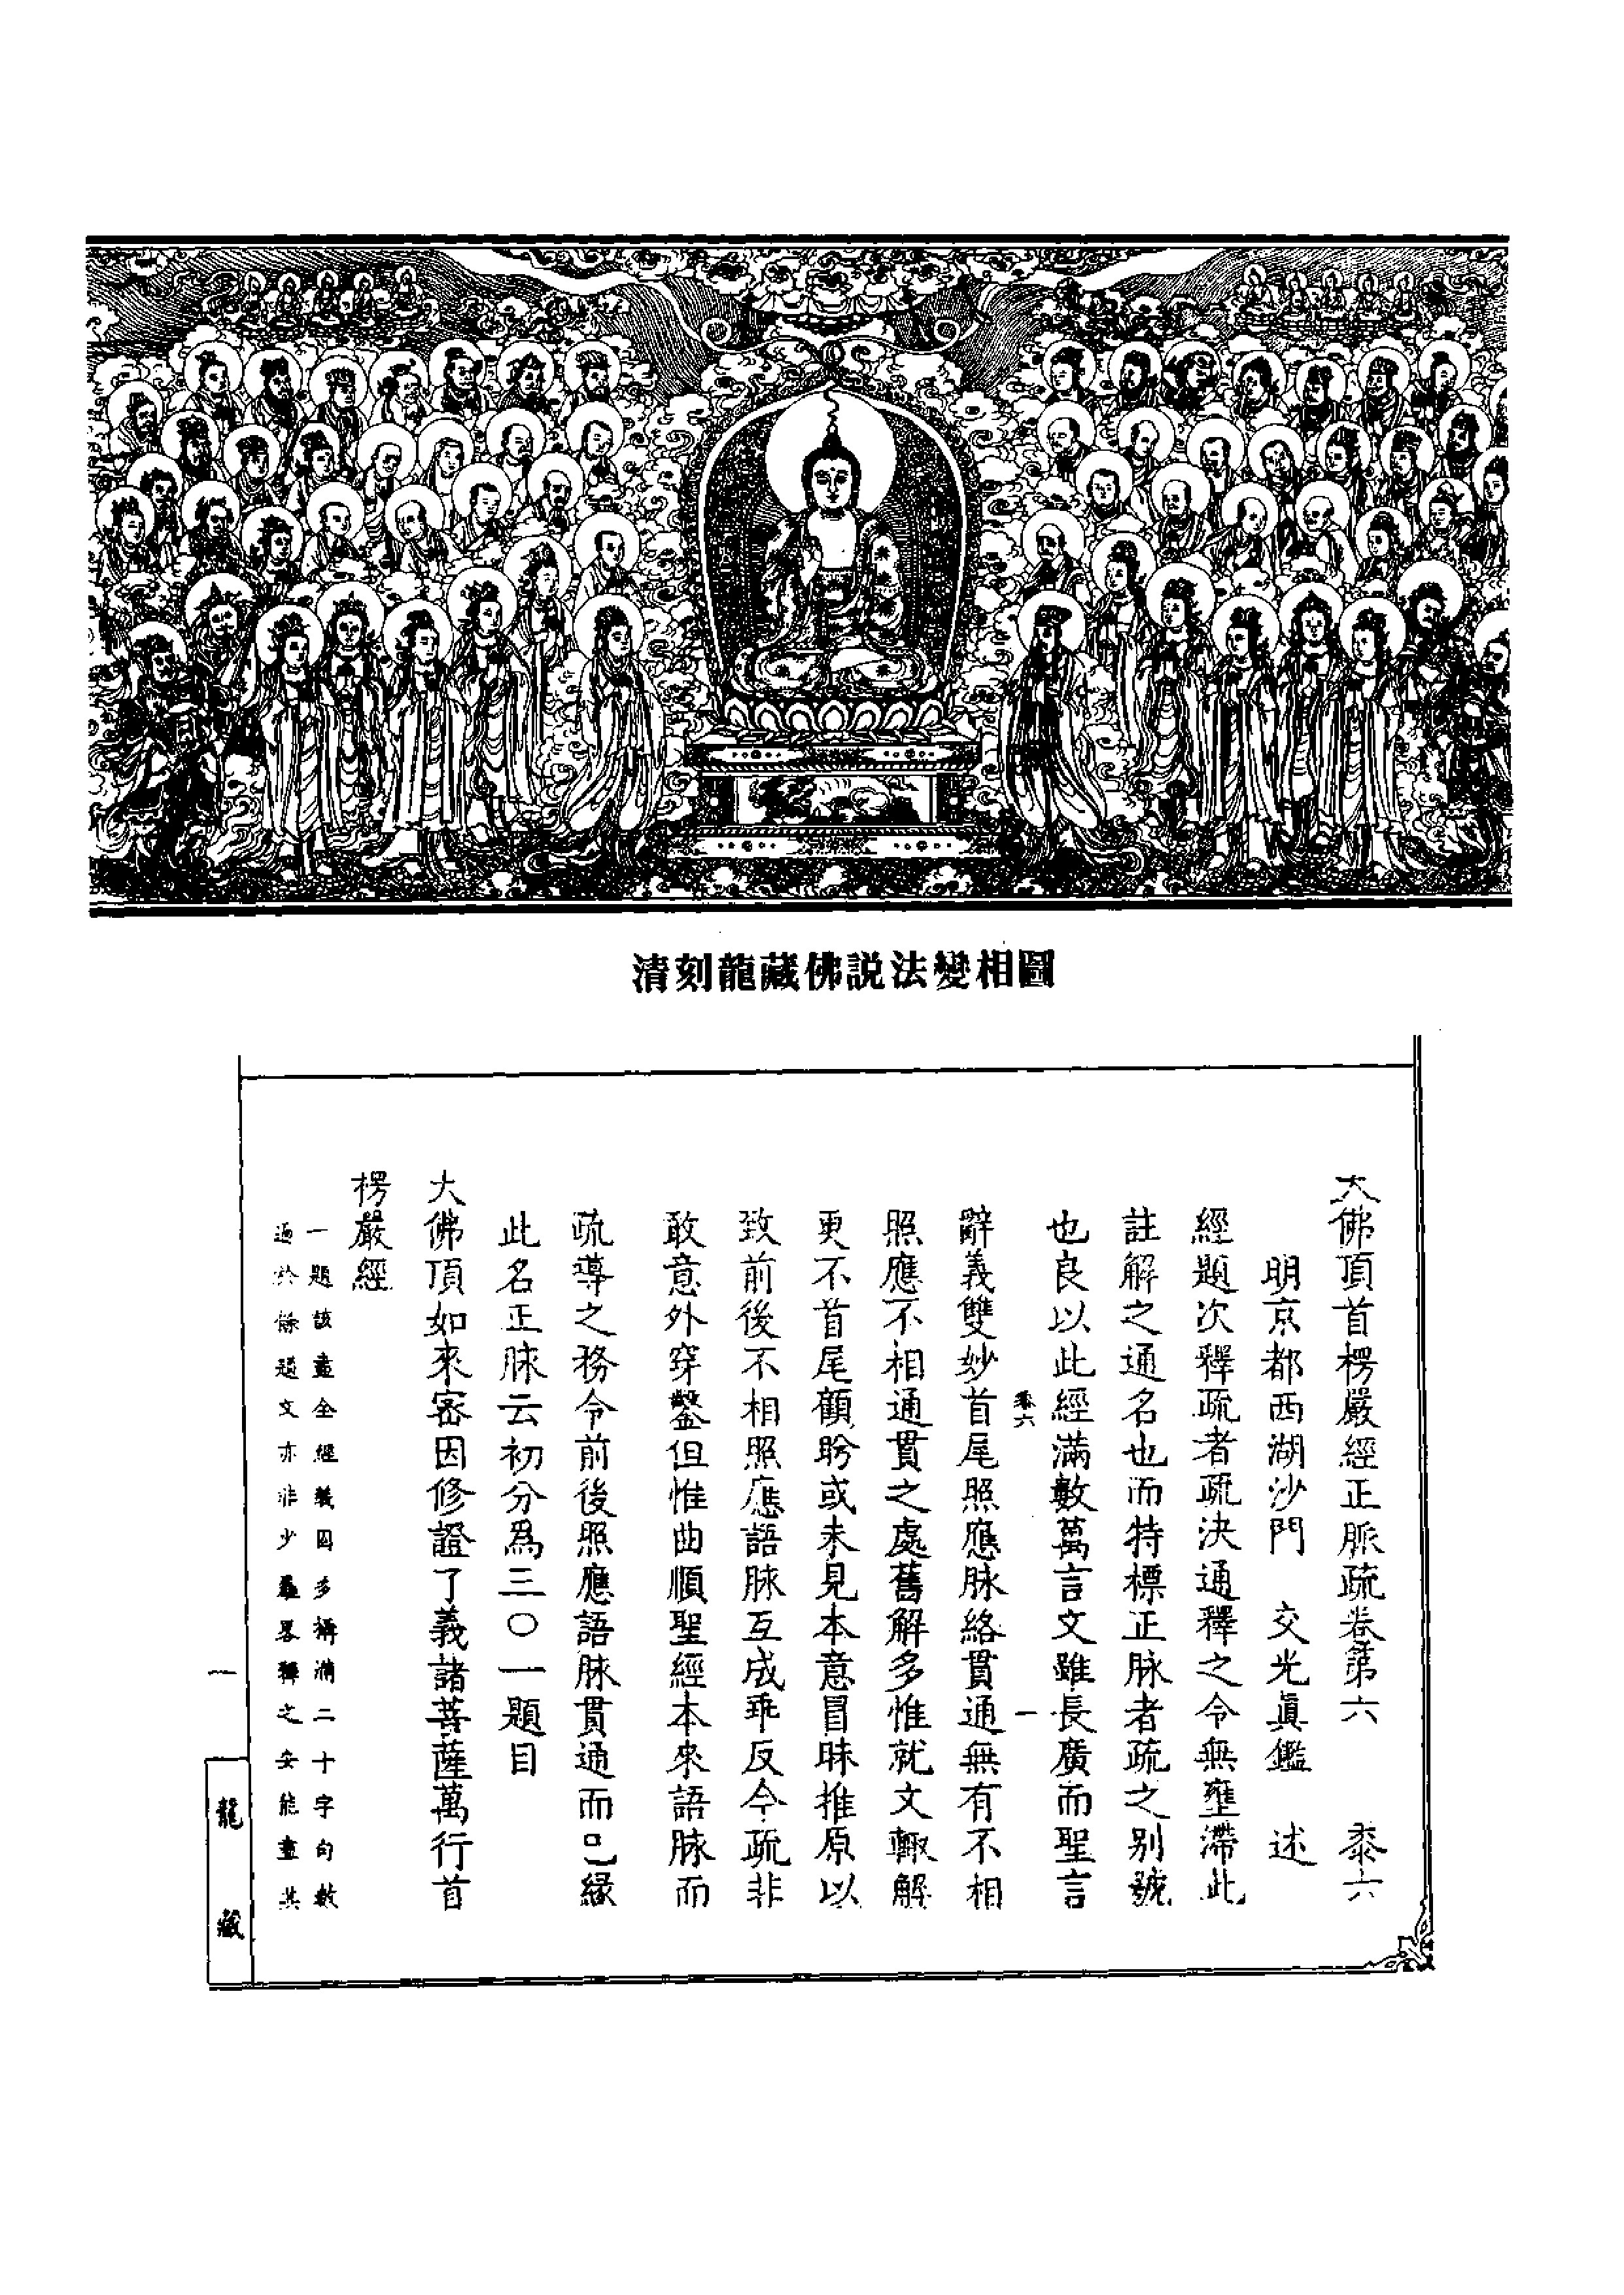 清刻龍藏佛説法變相圖
大佛頂首楞嚴經正脈疏卷第六 黍六
明京都西湖沙門 交光眞鑑 述
經題次釋疏者疏決通釋之令無壅滯此
註解之通名也而特標正脉者疏之别號
也良以此經滿數萬言文雖長廣而聖言
黍六 一
辭義雙妙首尾照應脉絡貫通無有不相
照應不相通貫之處舊解多惟就文輙解
更不首尾顧盻或未見本意冒昧推原以
致前後不相照應語脉互成乖反今疏非
敢意外穿鑿但惟曲順聖經本來語脉而
疏導之務令前後照應語脉貫通而已緣
此名正脉云初分爲三〇一題目
大佛頂如來密因修證了義諸菩薩萬行首
楞嚴經
一題該盡全經義因多搆滿二十字句數
過於餘題文亦非少麤畧釋之安能盡其
一
龍藏